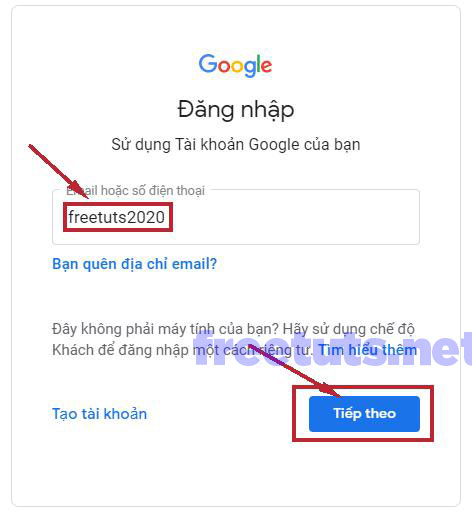 Google
Đăng nhập
Sử dụng Tài khoản Google của bạn
Email hoặc số điện thoại
freetuts2020
Bạn quên địa chỉ email?
Đây không phải máy tính của bạn? Hãy sử dụng chế độ
Khách để đăng nhập một cách riêng tư. Tìm hiểu thêm
freetuts.net
Tạo tài khoản
Tiếp theo